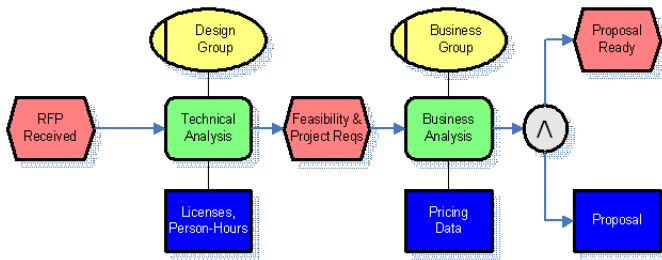 Design
Group
Business
Group
Proposal
Ready
RFP
Received
Technical
Analysis
Feasibility &
Project Reqs
Business
Analysis
Λ
Licenses,
Person-Hours
Pricing
Data
Proposal